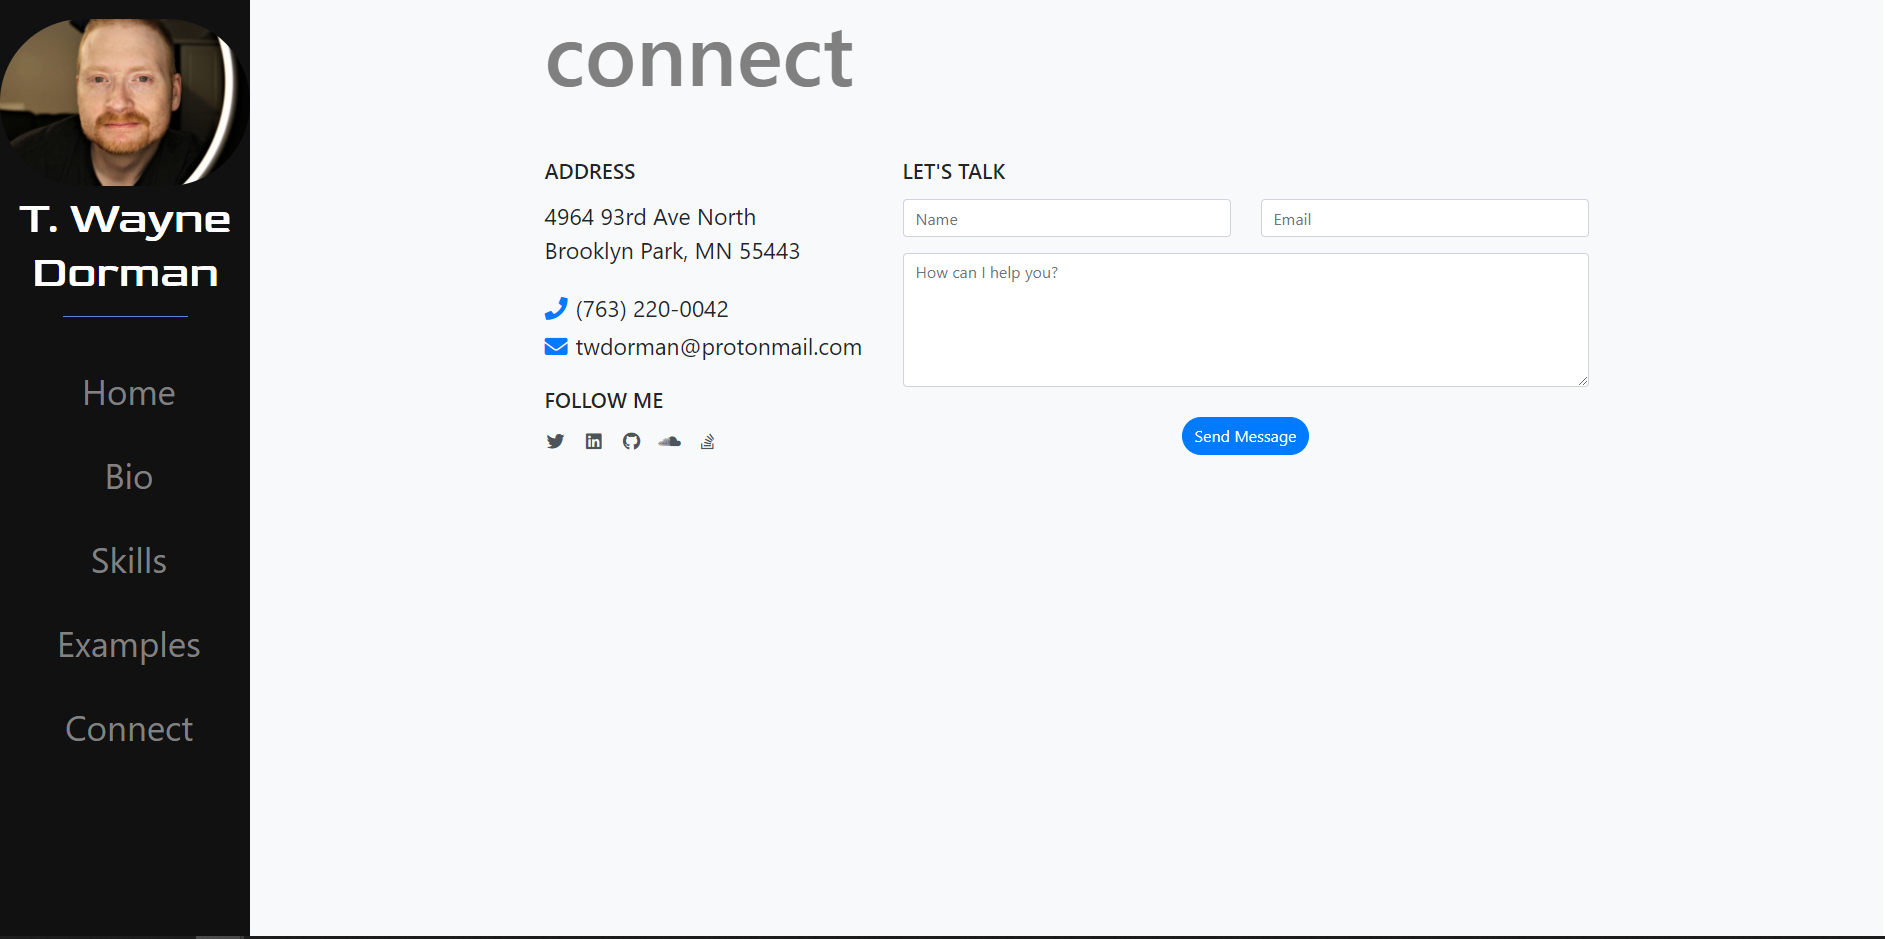 T. Wayne
Dorman
Home
Bio
Skills
Examples
Connect
connect
ADDRESS
4964 93rd Ave North
Brooklyn Park, MN 55443
(763) 220-0042
twdorman@protonmail.com
FOLLOW ME
LET'S TALK
Name
Email
How can I help you?
Send Message